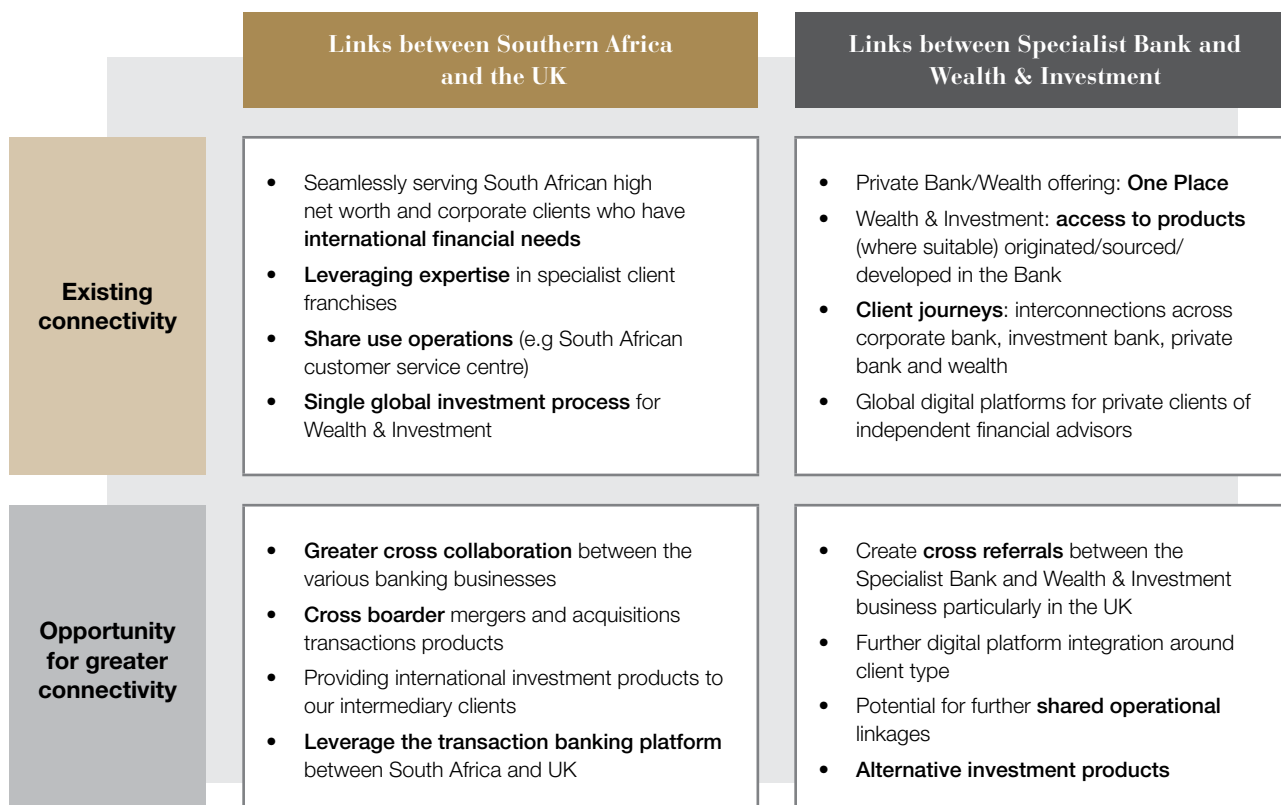 Links between Southern Africa
and the UK
Links between Specialist Bank and
Wealth & Investment
Existing
connectivity
• Seamlessly serving South African high
net worth and corporate clients who have
international financial needs
• Leveraging expertise in specialist client
franchises
• Share use operations (e.g South African
customer service centre)
• Single global investment process for
Wealth & Investment
• Private Bank/Wealth offering: One Place
• Wealth & Investment: access to products
(where suitable) originated/sourced/
developed in the Bank
• Client journeys: interconnections across
corporate bank, investment bank, private
bank and wealth
• Global digital platforms for private clients of
independent financial advisors
Opportunity
for greater
connectivity
• Greater cross collaboration between the
various banking businesses
• Cross boarder mergers and acquisitions
transactions products
• Providing international investment products to
our intermediary clients
• Leverage the transaction banking platform
between South Africa and UK
• Create cross referrals between the
Specialist Bank and Wealth & Investment
business particularly in the UK
• Further digital platform integration around
client type
• Potential for further shared operational
linkages
• Alternative investment products